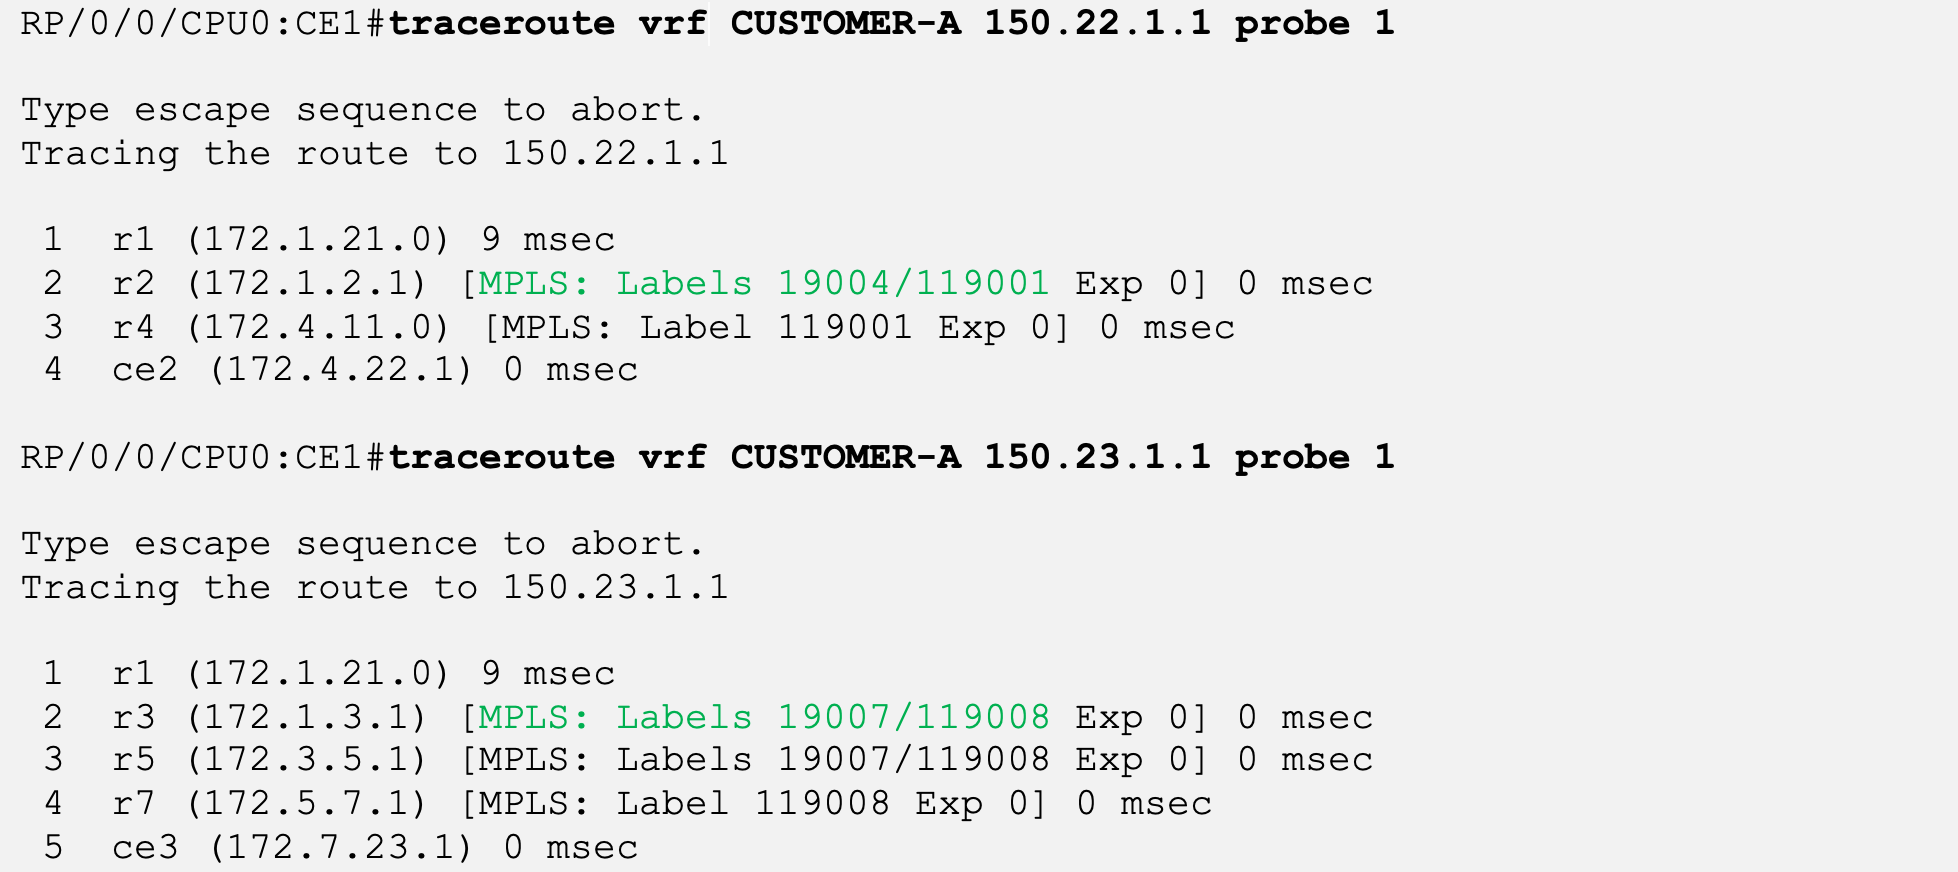 RP/0/0/CPU0:CE1#traceroute vrf CUSTOMER-A 150.22.1.1 probe 1
Type escape sequence to abort.
Tracing the route to 150.22.1.1
1 r1 (172.1.21.0) 9 msec
2 r2 (172.1.2.1) [MPLS: Labels 19004/119001 Exp 0] 0 msec
3 r4 (172.4.11.0) [MPLS: Label 119001 Exp 0] 0 msec
4 ce2 (172.4.22.1) 0 msec
RP/0/0/CPU0:CE1#traceroute vrf CUSTOMER-A 150.23.1.1 probe 1
Type escape sequence to abort.
Tracing the route to 150.23.1.1
1 r1 (172.1.21.0) 9 msec
2 r3 (172.1.3.1) [MPLS: Labels 19007/119008 Exp 0] 0 msec
3 r5 (172.3.5.1) [MPLS: Labels 19007/119008 Exp 0] 0 msec
4 r7 (172.5.7.1) [MPLS: Label 119008 Exp 0] 0 msec
5 ce3 (172.7.23.1) 0 msec